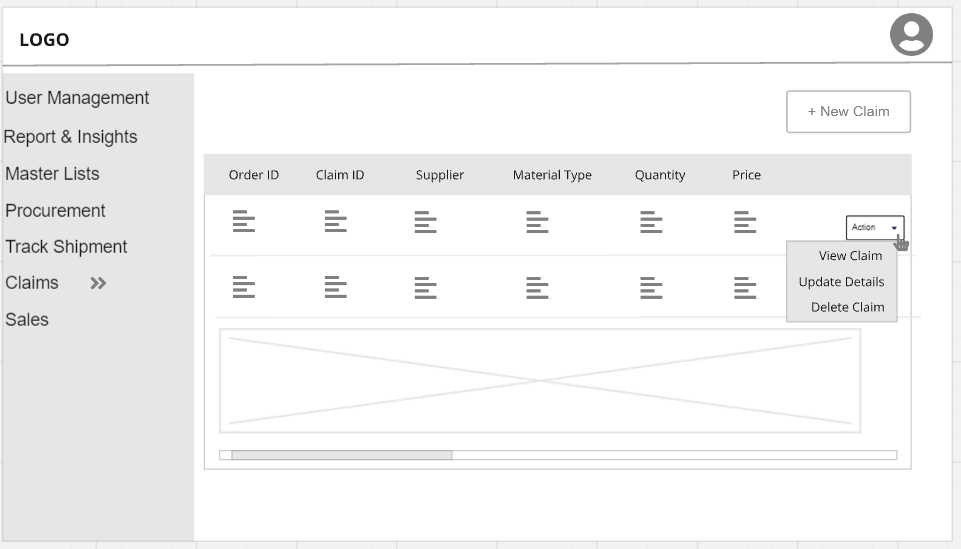 LOGO
User Management
Report & Insights
Master Lists
Procurement
Track Shipment
Claims
Sales
+ New Claim
Order ID Claim ID Supplier Material Type Quantity Price
Action
View Claim
Update Details
Delete Claim